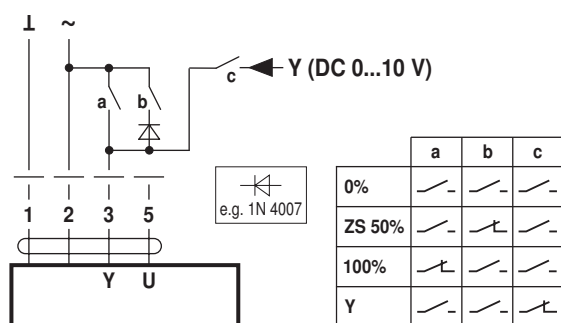 ⊥ ~
Y (DC 0...10 V)
a b c
e.g. 1N 4007
1 2 3 5
Y U
a b c
0%
ZS 50%
100%
Y